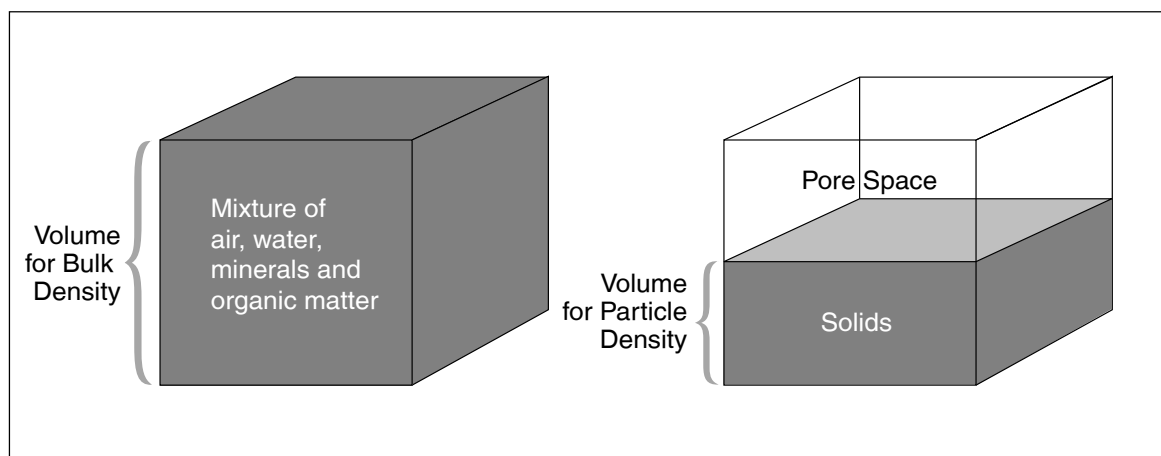 Volume
for Bulk
Density
Mixture of
air, water,
minerals and
organic matter
Volume
for Particle
Density
Pore Space
Solids